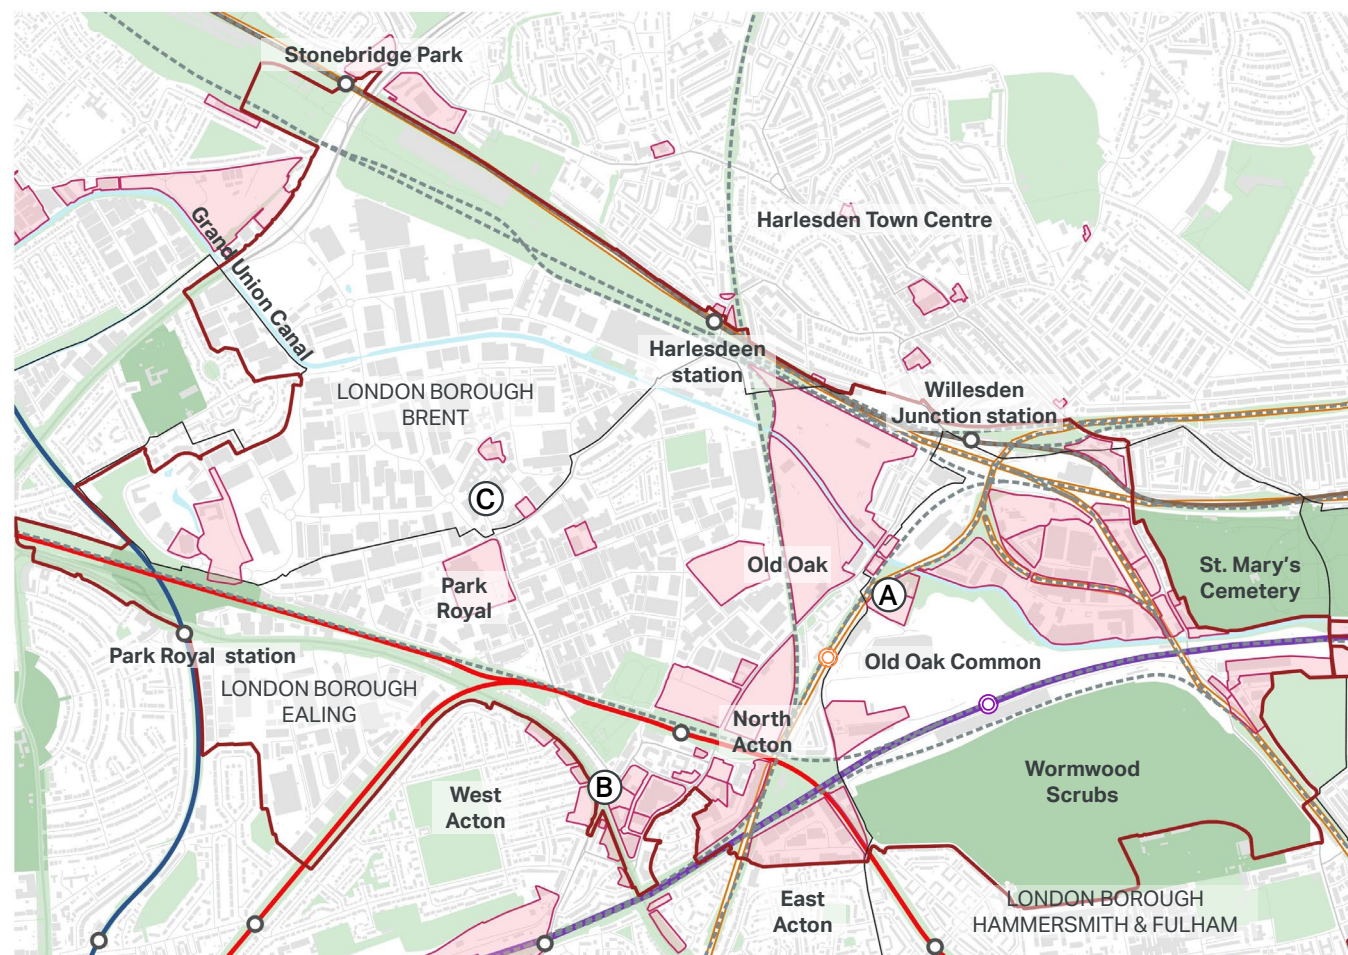 Stonebridge Park
Harlesden Town Centre
Grand Union Canal
Harlesdeen
station
LONDON BOROUGH
BRENT
Willesden
Junction station
C
Park
Royal
Old Oak
A
St. Mary's
Cemetery
Park Royal station
Old Oak Common
LONDON BOROUGH
EALING
North
Acton
B
West
Acton
Wormwood
Scrubs
East
Acton
LONDON BOROUGH
HAMMERSMITH & FULHAM